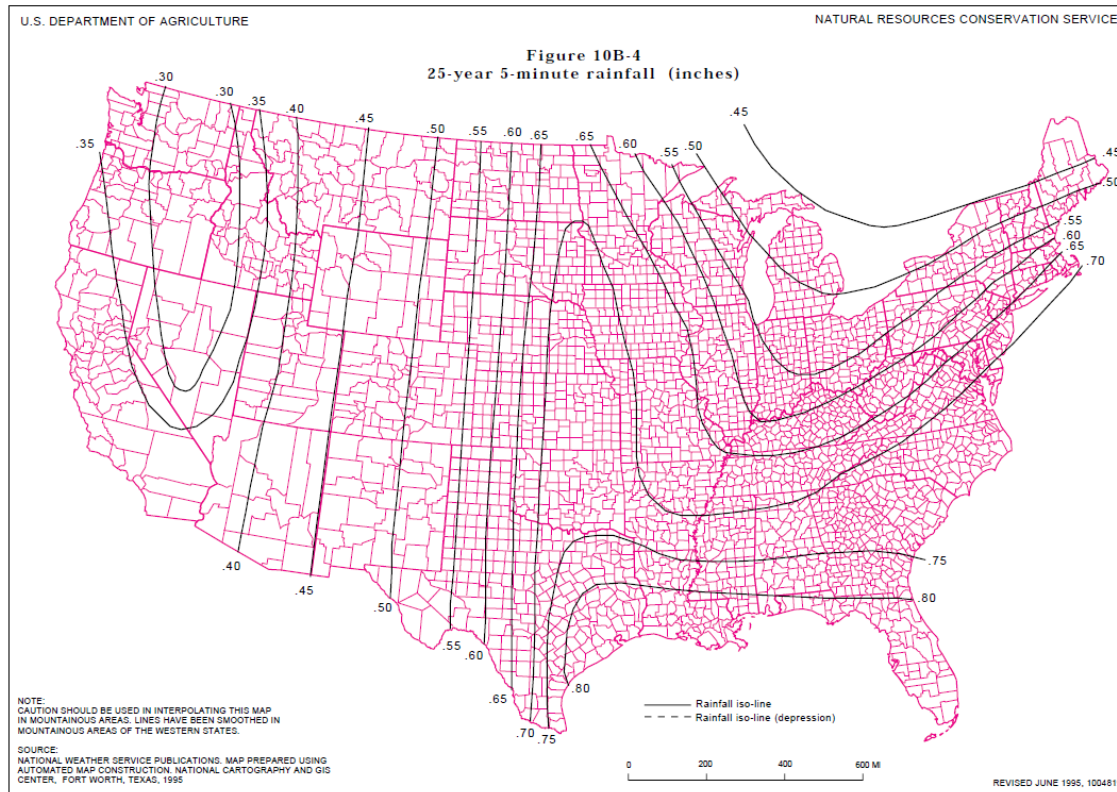 U.S. DEPARTMENT OF AGRICULTURE
NATURAL RESOURCES CONSERVATION SERVICE
Figure 10B-4
25-year 5-minute rainfall (inches)
.30
.30
.35
.40
.45
.50
.55
.60
.65
.65
.60
.55
.50
.45
.35
.45
.50
.55
.60
.65
.70
.75
.80
.40
.45
.50
.55
.60
.65
.70
.75
.80
Rainfall iso-line
Rainfall iso-line (depression)
0 200 400 600 MI
NOTE:
CAUTION SHOULD BE USED IN INTERPOLATING THIS MAP
IN MOUNTAINOUS AREAS. LINES HAVE BEEN SMOOTHED IN
MOUNTAINOUS AREAS OF THE WESTERN STATES.
SOURCE:
NATIONAL WEATHER SERVICE PUBLICATIONS. MAP PREPARED USING
AUTOMATED MAP CONSTRUCTION. NATIONAL CARTOGRAPHY AND GIS
CENTER, FORT WORTH, TEXAS, 1995
REVISED JUNE 1995, 100481